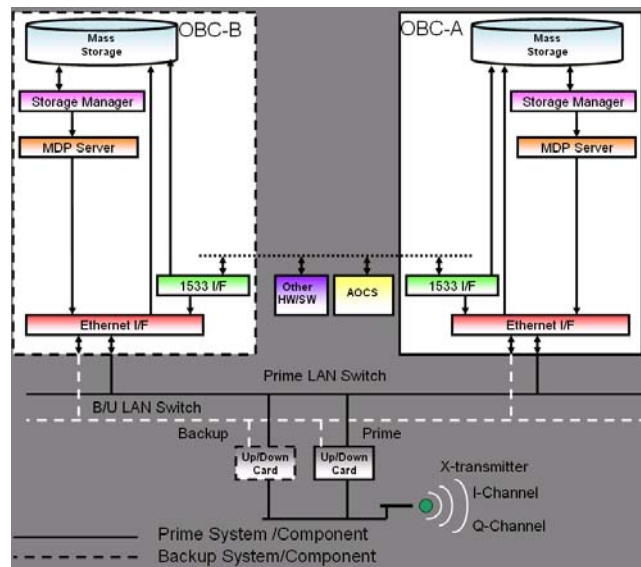 OBC-B
Mass
Storage
Storage Manager
MDP Server
1533 I/F
Ethernet I/F
OBC-A
Mass
Storage
Storage Manager
MDP Server
1533 I/F
Ethernet I/F
Other
HW/SW
AOCS
Prime LAN Switch
B/U LAN Switch
Backup
Prime
Up/Down
Card
Up/Down
Card
X-transmitter
I-Channel
Q-Channel
Prime System /Component
Backup System/Component